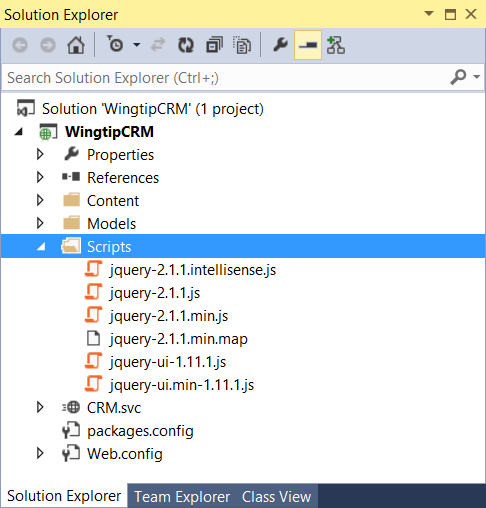 Solution Explorer
Search Solution Explorer (Ctrl+;)
Solution 'WingtipCRM' (1 project)
WingtipCRM
Properties
References
Content
Models
Scripts
jquery-2.1.1.intellisense.js
jquery-2.1.1.js
jquery-2.1.1.min.js
jquery-2.1.1.min.map
jquery-ui-1.11.1.js
jquery-ui.min-1.11.1.js
CRM.svc
packages.config
Web.config
Solution Explorer Team Explorer Class View